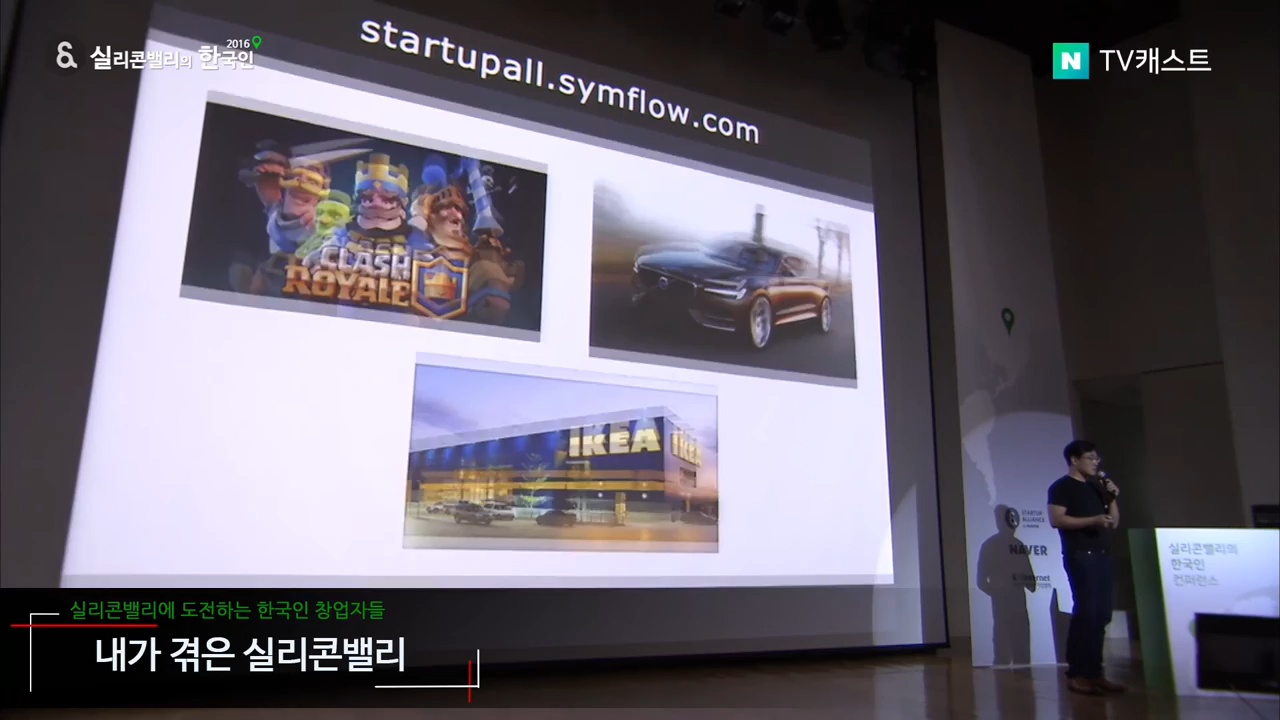 &
실리콘밸리의 한국인
2016
N TV캐스트
startupall.symflow.com
CLASH
ROYALE
IKEA
IKEA
STARTUP
ALLIANCE
NAVER
실리콘밸리의
한국인
컨퍼런스
실리콘밸리에 도전하는 한국인 창업자들
내가 겪은 실리콘밸리